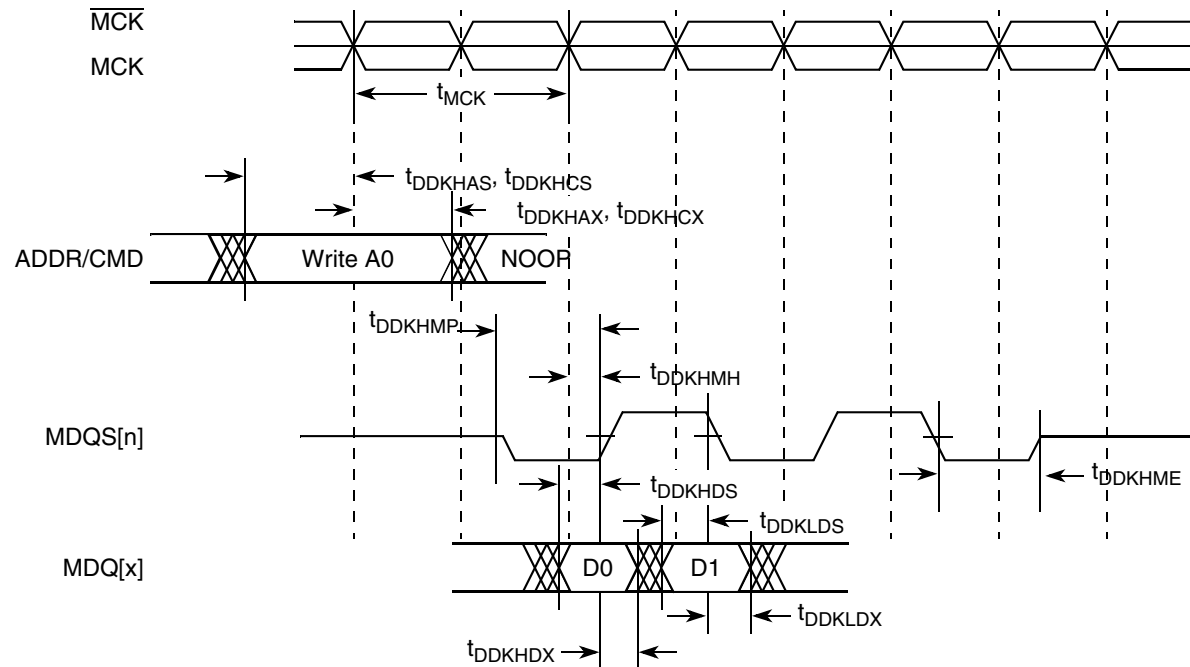 MCK
MCK
tMCK
tDDKHAS, tDDKHCS
tDDKHAX, tDDKHCX
ADDR/CMD
Write A0
NOOP
tDDKHMP
tDDKHMH
MDQS[n]
tDDKHME
tDDKHDS
tDDKLDS
MDQ[x]
D0
D1
tDDKLDX
tDDKHDX